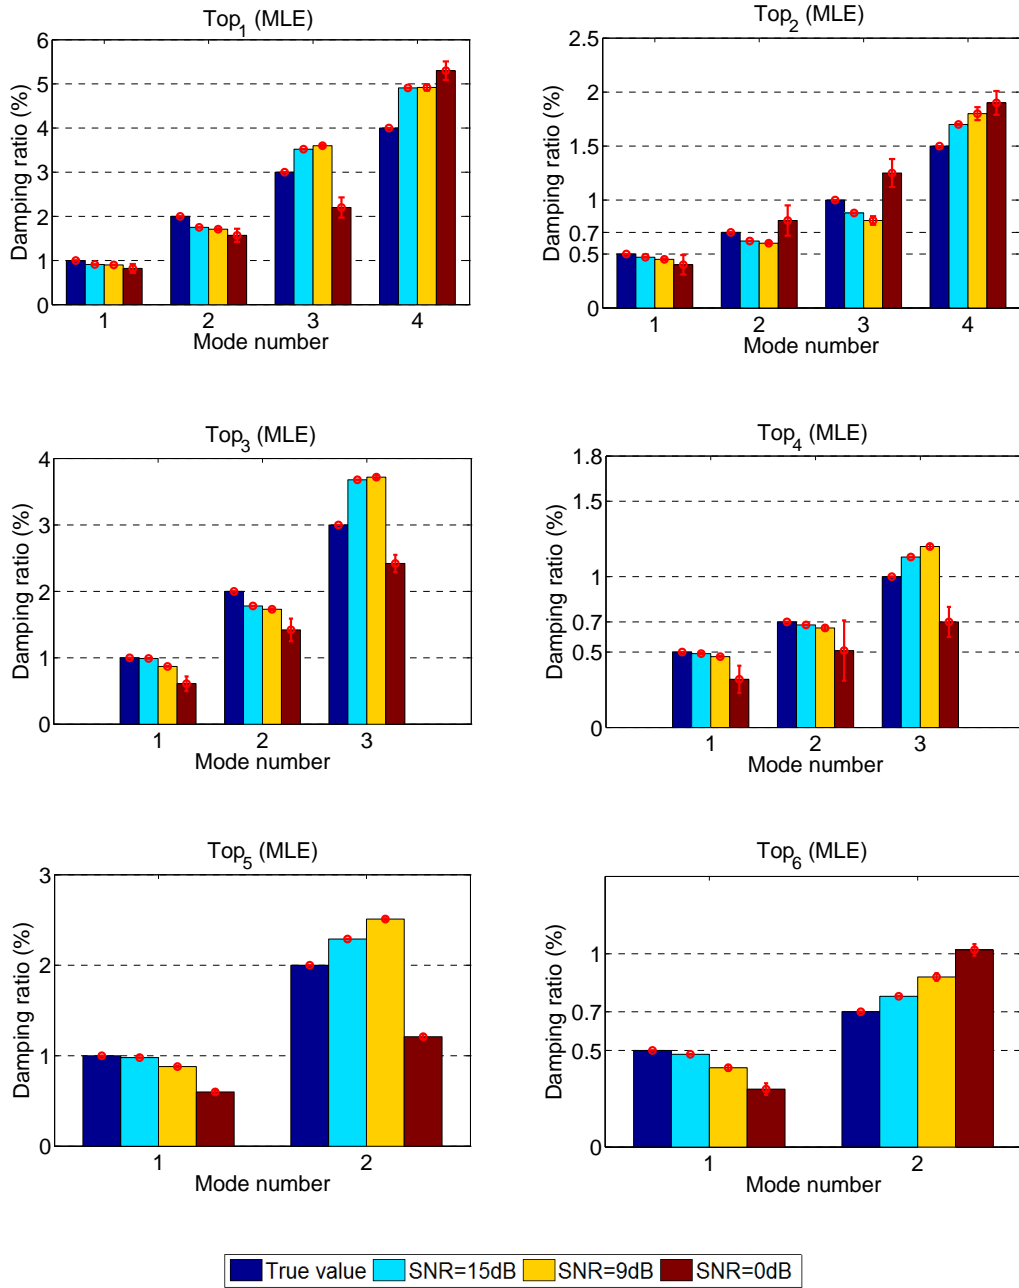 Top1 (MLE)
6
5
4
3
2
1
0
Damping ratio (%)
1 2 3 4
Mode number
Top2 (MLE)
2.5
2
1.5
1
0.7
0.5
0
Damping ratio (%)
1 2 3 4
Mode number
Top3 (MLE)
4
3
2
1
0
Damping ratio (%)
1 2 3
Mode number
Top4 (MLE)
1.8
1.5
1
0.7
0.5
0
Damping ratio (%)
1 2 3
Mode number
Top5 (MLE)
3
2
1
0
Damping ratio (%)
1 2
Mode number
Top6 (MLE)
1
0.7
0.5
0
Damping ratio (%)
1 2
Mode number
True value SNR=15dB SNR=9dB SNR=0dB